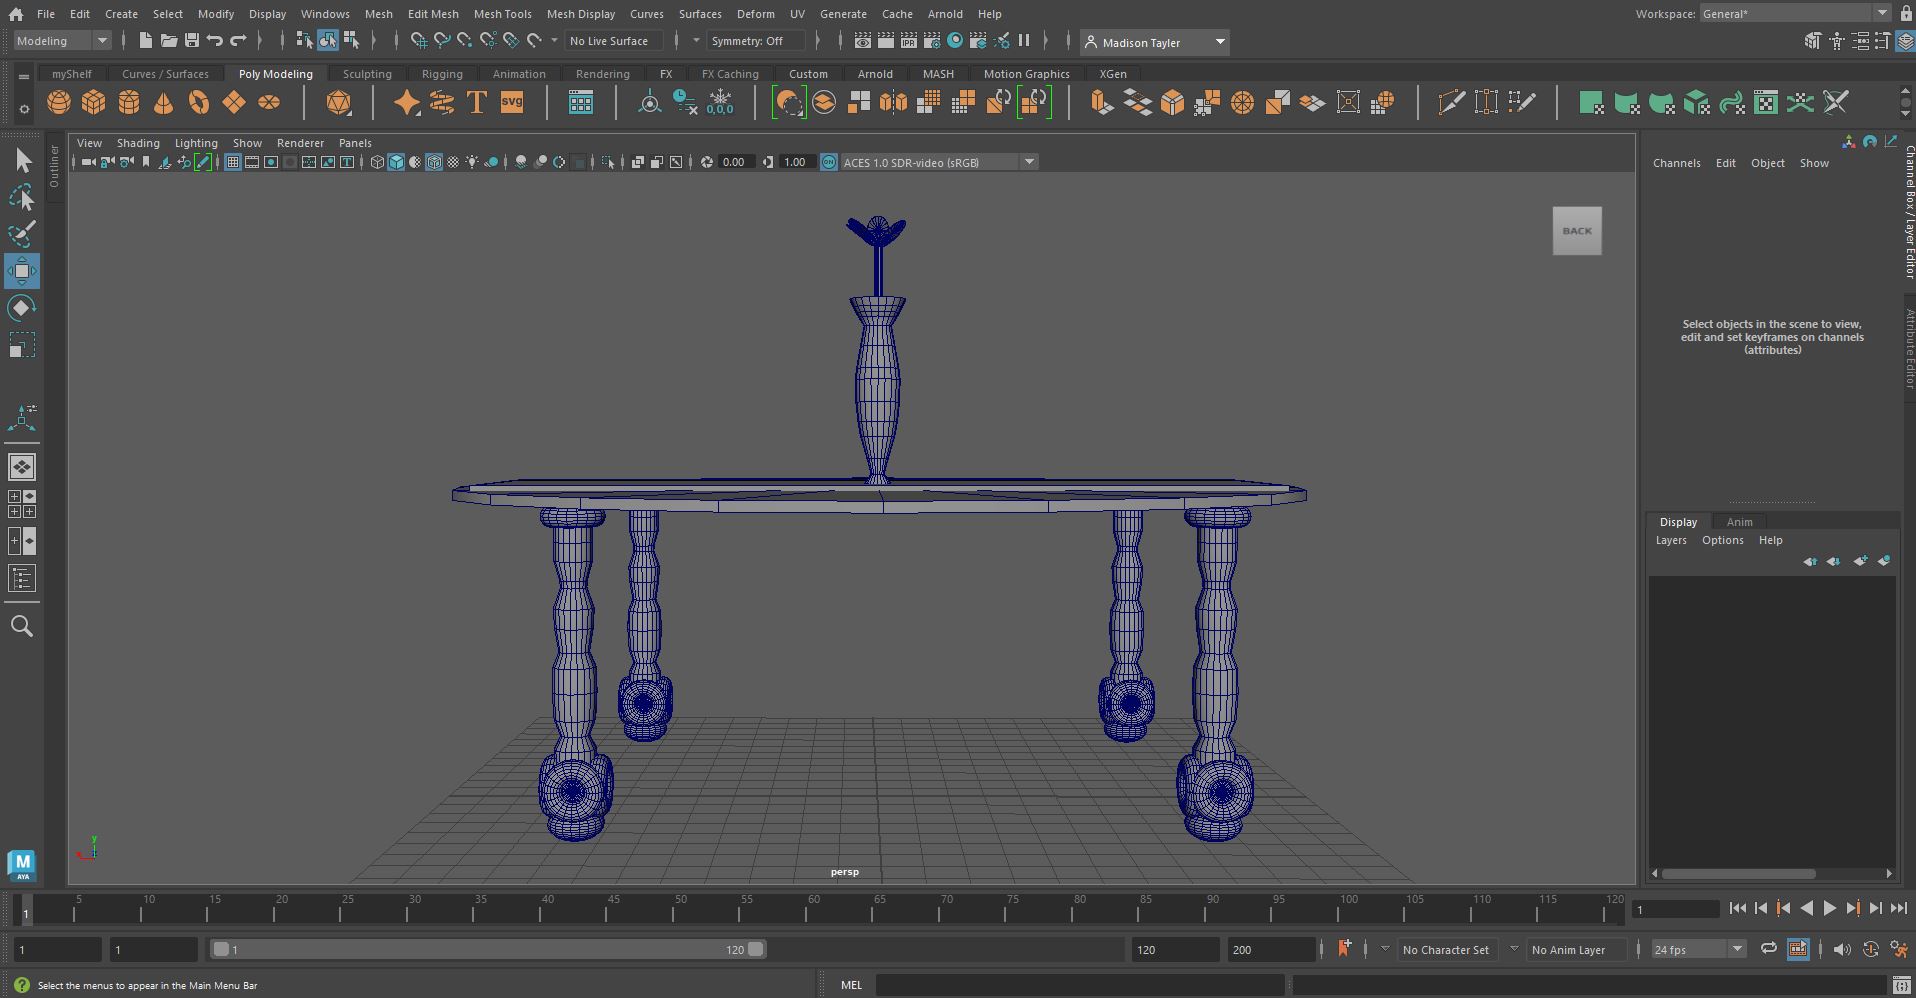 File Edit Create Select Modify Display Windows Mesh Edit Mesh Mesh Tools Mesh Display Curves Surfaces Deform UV Generate Cache Arnold Help Workspace: General*
Modeling No Live Surface Symmetry: Off IPR Madison Tayler
myShelf Curves / Surfaces Poly Modeling Sculpting Rigging Animation Rendering FX FX Caching Custom Arnold MASH Motion Graphics XGen
T SVG 0,0,0
Outliner
View Shading Lighting Show Renderer Panels
0.00 1.00 ON ACES 1.0 SDR-video (sRGB)
Channels Edit Object Show
Channel Box / Layer Editor
Attribute Editor
BACK
Select objects in the scene to view,
edit and set keyframes on channels
(attributes)
Display Anim
Layers Options Help
y
x
persp
M
AYA
5 10 15 20 25 30 35 40 45 50 55 60 65 70 75 80 85 90 95 100 105 110 115 120
1 1
1 1 1 120 120 200 No Character Set No Anim Layer 24 fps
? Select the menus to appear in the Main Menu Bar MEL